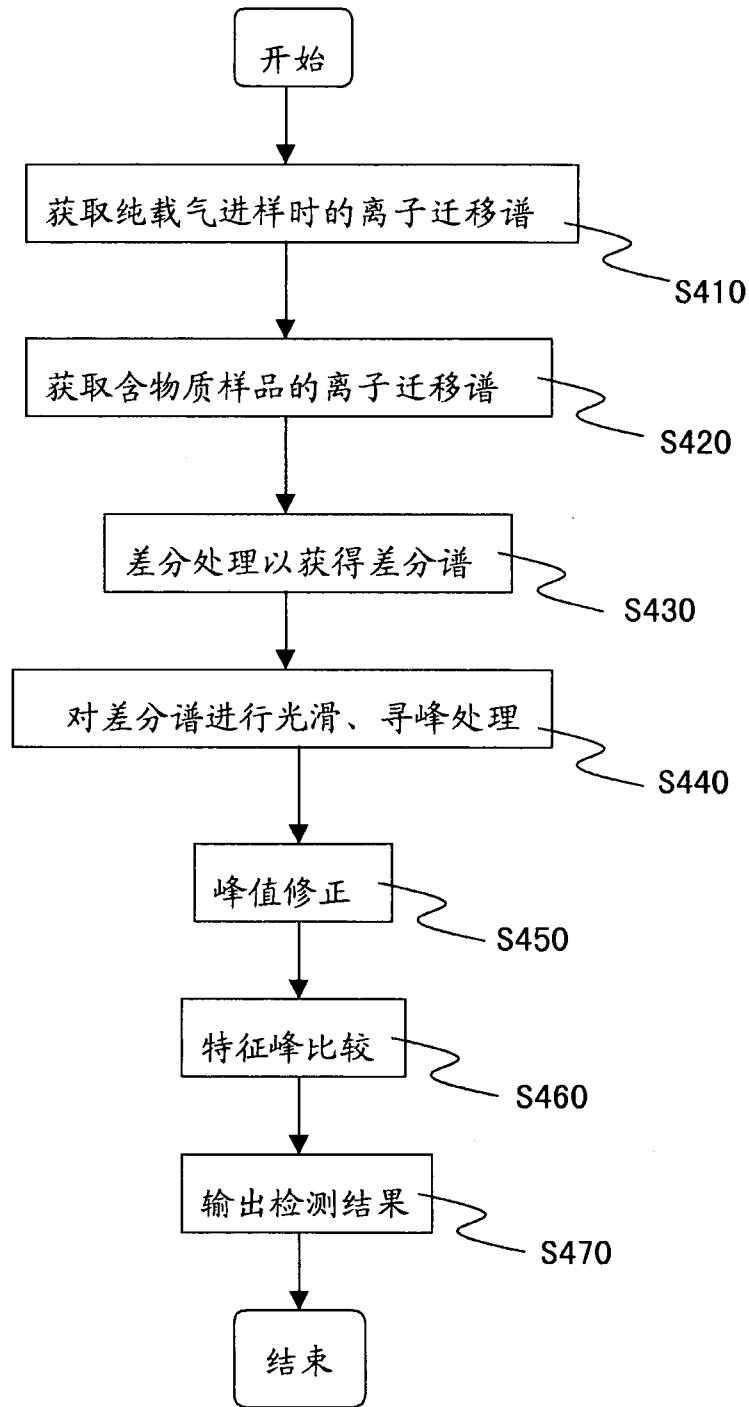 开始
获取纯载气进样时的离子迁移谱
S410
获取含物质样品的离子迁移谱
S420
差分处理以获得差分谱
S430
对差分谱进行光滑、寻峰处理
S440
峰值修正
S450
特征峰比较
S460
输出检测结果
S470
结束